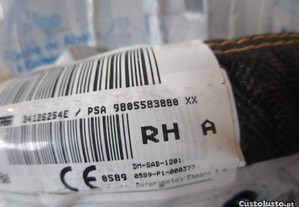 34126254E / PSA 9805583880 XX
RH A
DM-SAB-1201
CE 0589 0589-P1-000377
CustoJusto.pt